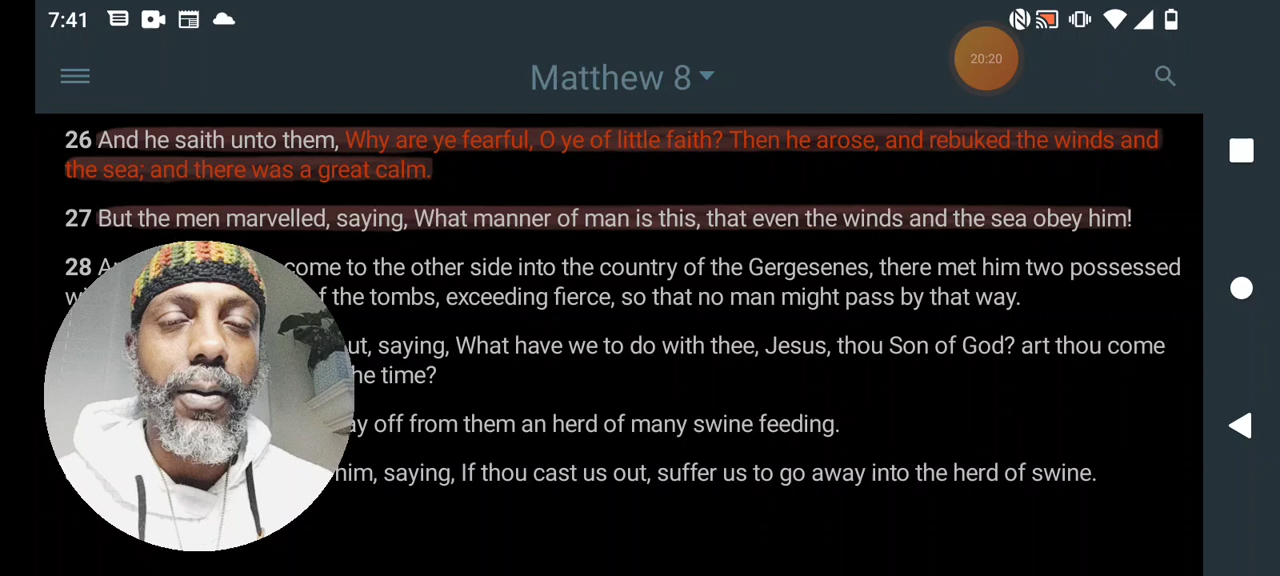 7:41
20:20
Matthew 8
26 And he saith unto them, Why are ye fearful, O ye of little faith? Then he arose, and rebuked the winds and
the sea; and there was a great calm.
27 But the men marvelled, saying, What manner of man is this, that even the winds and the sea obey him!
28 come to the other side into the country of the Gergesenes, there met him two possessed
the tombs, exceeding fierce, so that no man might pass by that way.
saying, What have we to do with thee, Jesus, thou Son of God? art thou come
the time?
off from them an herd of many swine feeding.
him, saying, If thou cast us out, suffer us to go away into the herd of swine.